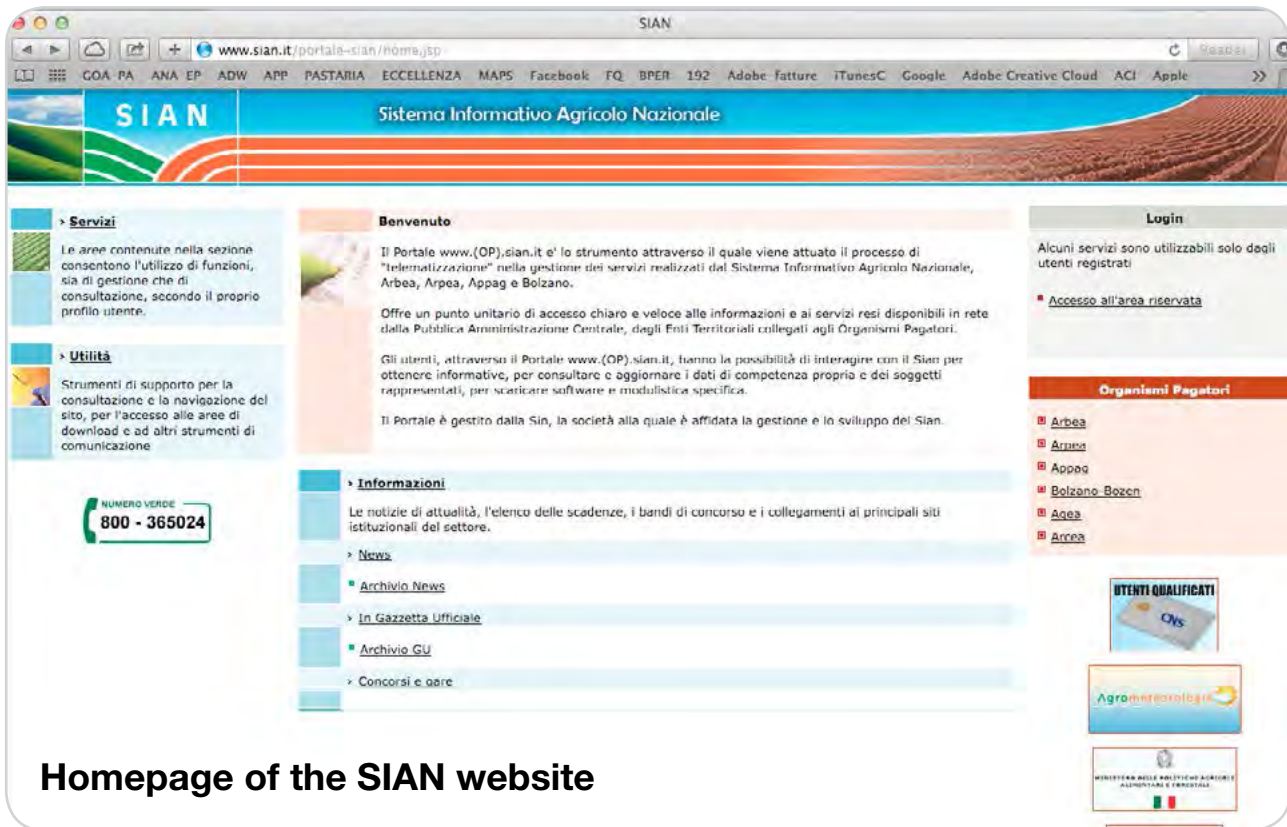 SIAN
www.sian.it/portale-sian/home.jsp
Reader
GOA PA ANA EP ADW APP PASTARIA ECCELLENZA MAPS Facebook FQ BPER 192 Adobe Fatture iTunesC Google Adobe Creative Cloud ACI Apple >>
SIAN
Sistema Informativo Agricolo Nazionale
› Servizi
Le aree contenute nella sezione
consentono l'utilizzo di funzioni,
sia di gestione che di
consultazione, secondo il proprio
profilo utente.
› Utilità
Strumenti di supporto per la
consultazione e la navigazione del
sito, per l'accesso alle aree di
download e ad altri strumenti di
comunicazione
NUMERO VERDE
800 - 365024
Benvenuto
Il Portale www.(OP).sian.it e' lo strumento attraverso il quale viene attuato il processo di
"telematizzazione" nella gestione dei servizi realizzati dal Sistema Informativo Agricolo Nazionale,
Arbea, Arpea, Appag e Bolzano.
Offre un punto unitario di accesso chiaro e veloce alle informazioni e ai servizi resi disponibili in rete
dalla Pubblica Amministrazione Centrale, dagli Enti Territoriali collegati agli Organismi Pagatori.
Gli utenti, attraverso il Portale www.(OP).sian.it, hanno la possibilità di interagire con il Sian per
ottenere informative, per consultare e aggiornare i dati di competenza propria e dei soggetti
rappresentati, per scaricare software e modulistica specifica.
Il Portale è gestito dalla Sin, la società alla quale è affidata la gestione e lo sviluppo del Sian.
› Informazioni
Le notizie di attualità, l'elenco delle scadenze, i bandi di concorso e i collegamenti ai principali siti
istituzionali del settore.
› News
Archivio News
› In Gazzetta Ufficiale
Archivio GU
› Concorsi e gare
Login
Alcuni servizi sono utilizzabili solo dagli
utenti registrati
Accesso all'area riservata
Organismi Pagatori
Arbea
Arpea
Appag
Bolzano-Bozen
Agea
Arcea
UTENTI QUALIFICATI
CNS
Agrometeorologia
MINISTERO DELLE POLITICHE AGRICOLE
ALIMENTARI E FORESTALI
Homepage of the SIAN website